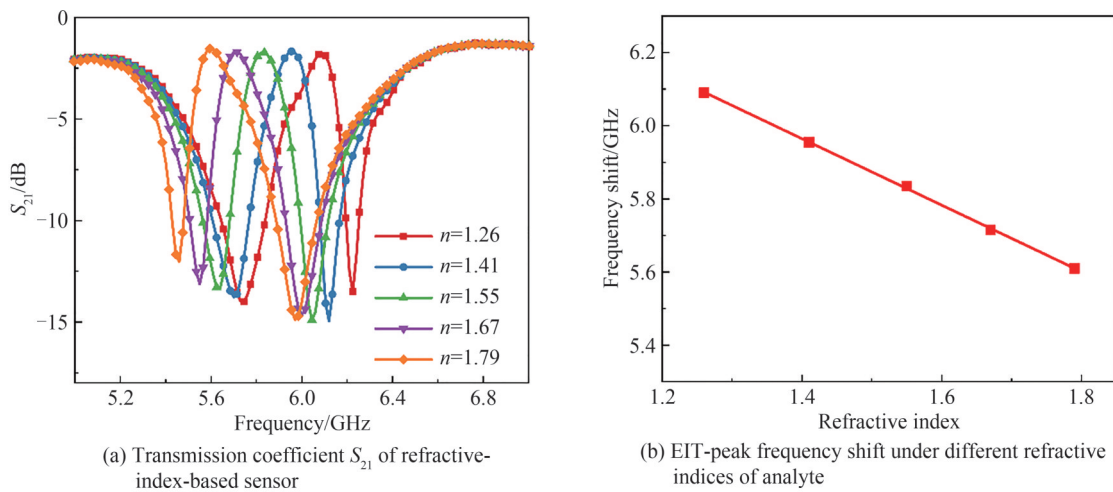 0
−5
−10
−15
S21/dB
n=1.26
n=1.41
n=1.55
n=1.67
n=1.79
5.2 5.6 6.0 6.4 6.8
Frequency/GHz
(a) Transmission coefficient S21 of refractive-
index-based sensor
6.2
6.0
5.8
5.6
5.4
Frequency shift/GHz
1.2 1.4 1.6 1.8
Refractive index
(b) EIT-peak frequency shift under different refractive
indices of analyte